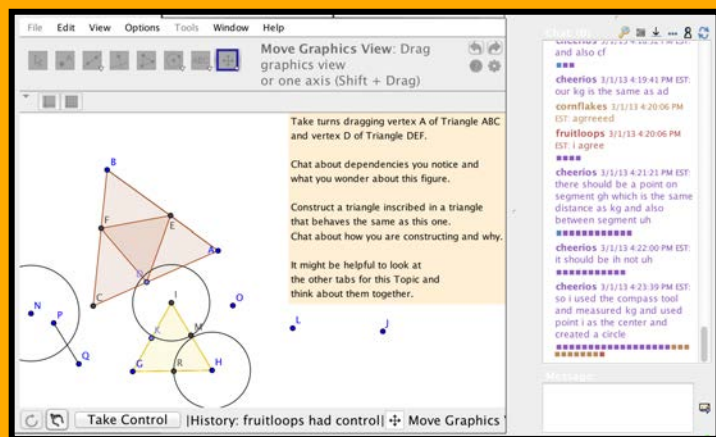 File Edit View Options Tools Window Help
Move Graphics View: Drag
graphics view
or one axis (Shift + Drag)
Take turns dragging vertex A of Triangle ABC
and vertex D of Triangle DEF.
Chat about dependencies you notice and
what you wonder about this figure.
Construct a triangle inscribed in a triangle
that behaves the same as this one.
Chat about how you are constructing and why.
It might be helpful to look at
the other tabs for this Topic and
think about them together.
B
F
E
A
D
C
N
P
I
O
L
J
K
M
Q
G
R
H
Take Control |History: fruitloops had control| Move Graphics
and also cf
cheerios 3/1/13 4:19:41 PM EST:
our kg is the same as ad
cornflakes 3/1/13 4:20:06 PM
EST: agrreeed
fruitloops 3/1/13 4:20:06 PM
EST: i agree
cheerios 3/1/13 4:21:21 PM EST:
there should be a point on
segment gh which is the same
distance as kg and also
between segment uh
cheerios 3/1/13 4:22:00 PM EST:
it should be ih not uh
cheerios 3/1/13 4:23:39 PM EST:
so i used the compass tool
and measured kg and used
point i as the center and
created a circle
Message